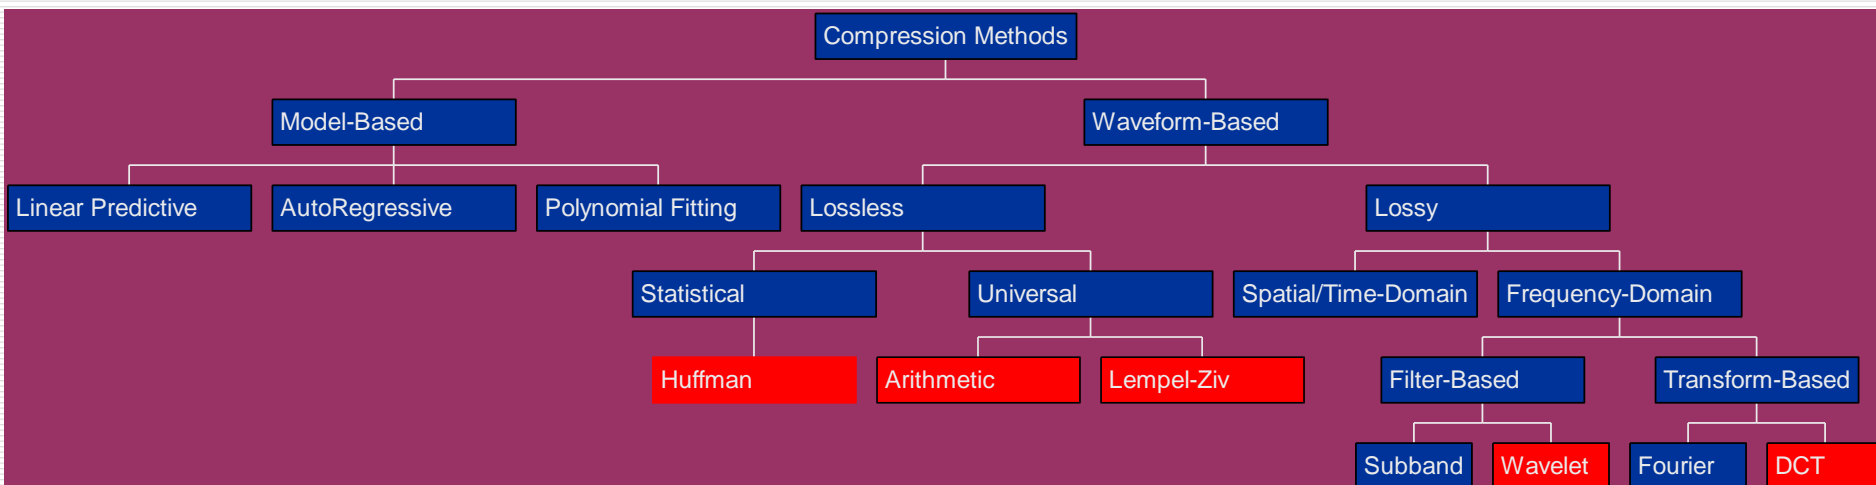 Compression Methods
Model-Based
Waveform-Based
Linear Predictive
AutoRegressive
Polynomial Fitting
Lossless
Lossy
Statistical
Universal
Spatial/Time-Domain
Frequency-Domain
Huffman
Arithmetic
Lempel-Ziv
Filter-Based
Transform-Based
Subband
Wavelet
Fourier
DCT